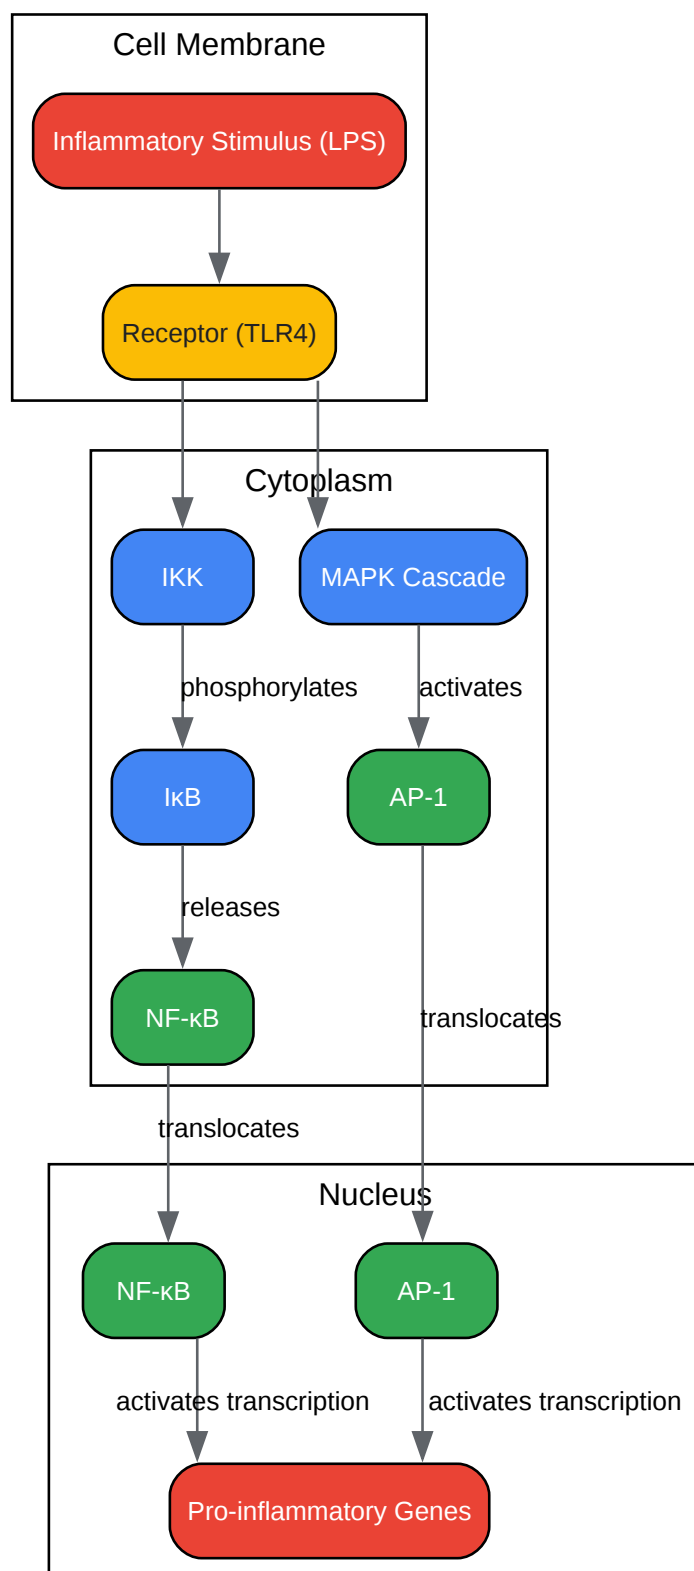 Cell Membrane
Inflammatory Stimulus (LPS)
Receptor (TLR4)
Cytoplasm
IKK
MAPK Cascade
phosphorylates
activates
IκB
AP-1
releases
NF-κB
translocates
translocates
Nucleus
NF-κB
AP-1
activates transcription
activates transcription
Pro-inflammatory Genes